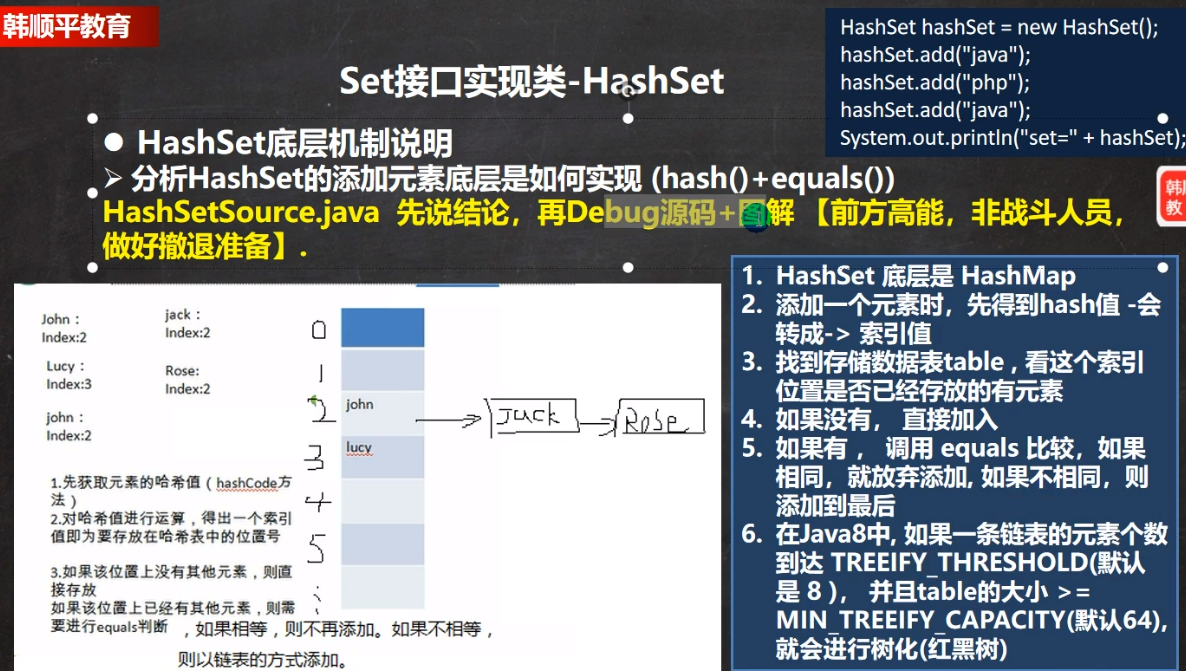 韩顺平教育
HashSet hashSet = new HashSet();
hashSet.add("java");
hashSet.add("php");
hashSet.add("java");
System.out.println("set=" + hashSet);
Set接口实现类-HashSet
● HashSet底层机制说明
➢ 分析HashSet的添加元素底层是如何实现 (hash()+equals())
HashSetSource.java 先说结论，再Debug源码+图解 【前方高能，非战斗人员，
做好撤退准备】.
韩顺
教
John：
Index:2
jack：
Index:2
Lucy：
Index:3
Rose:
Index:2
john：
Index:2
1.先获取元素的哈希值（hashCode方
法）
2.对哈希值进行运算，得出一个索引
值即为要存放在哈希表中的位置号
3.如果该位置上没有其他元素，则直
接存放
如果该位置上已经有其他元素，则需
要进行equals判断 ，如果相等，则不再添加。如果不相等，
则以链表的方式添加。
0
1
2
john
Jack
Rose
3
lucy
4
5
1. HashSet 底层是 HashMap
2. 添加一个元素时，先得到hash值 -会
转成-> 索引值
3. 找到存储数据表table , 看这个索引
位置是否已经存放的有元素
4. 如果没有， 直接加入
5. 如果有 ， 调用 equals 比较，如果
相同，就放弃添加, 如果不相同，则
添加到最后
6. 在Java8中, 如果一条链表的元素个数
到达 TREEIFY_THRESHOLD(默认
是 8 )， 并且table的大小 >=
MIN_TREEIFY_CAPACITY(默认64),
就会进行树化(红黑树)